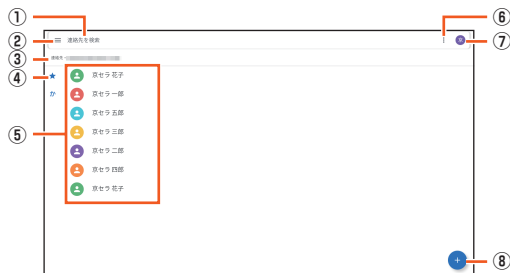 ①
⑥
②
連絡先を検索
⑦
③
連絡先・
④
京セラ 花子
か
京セラ 一郎
京セラ 五郎
⑤
京セラ 三郎
京セラ 二郎
京セラ 四郎
京セラ 花子
⑧